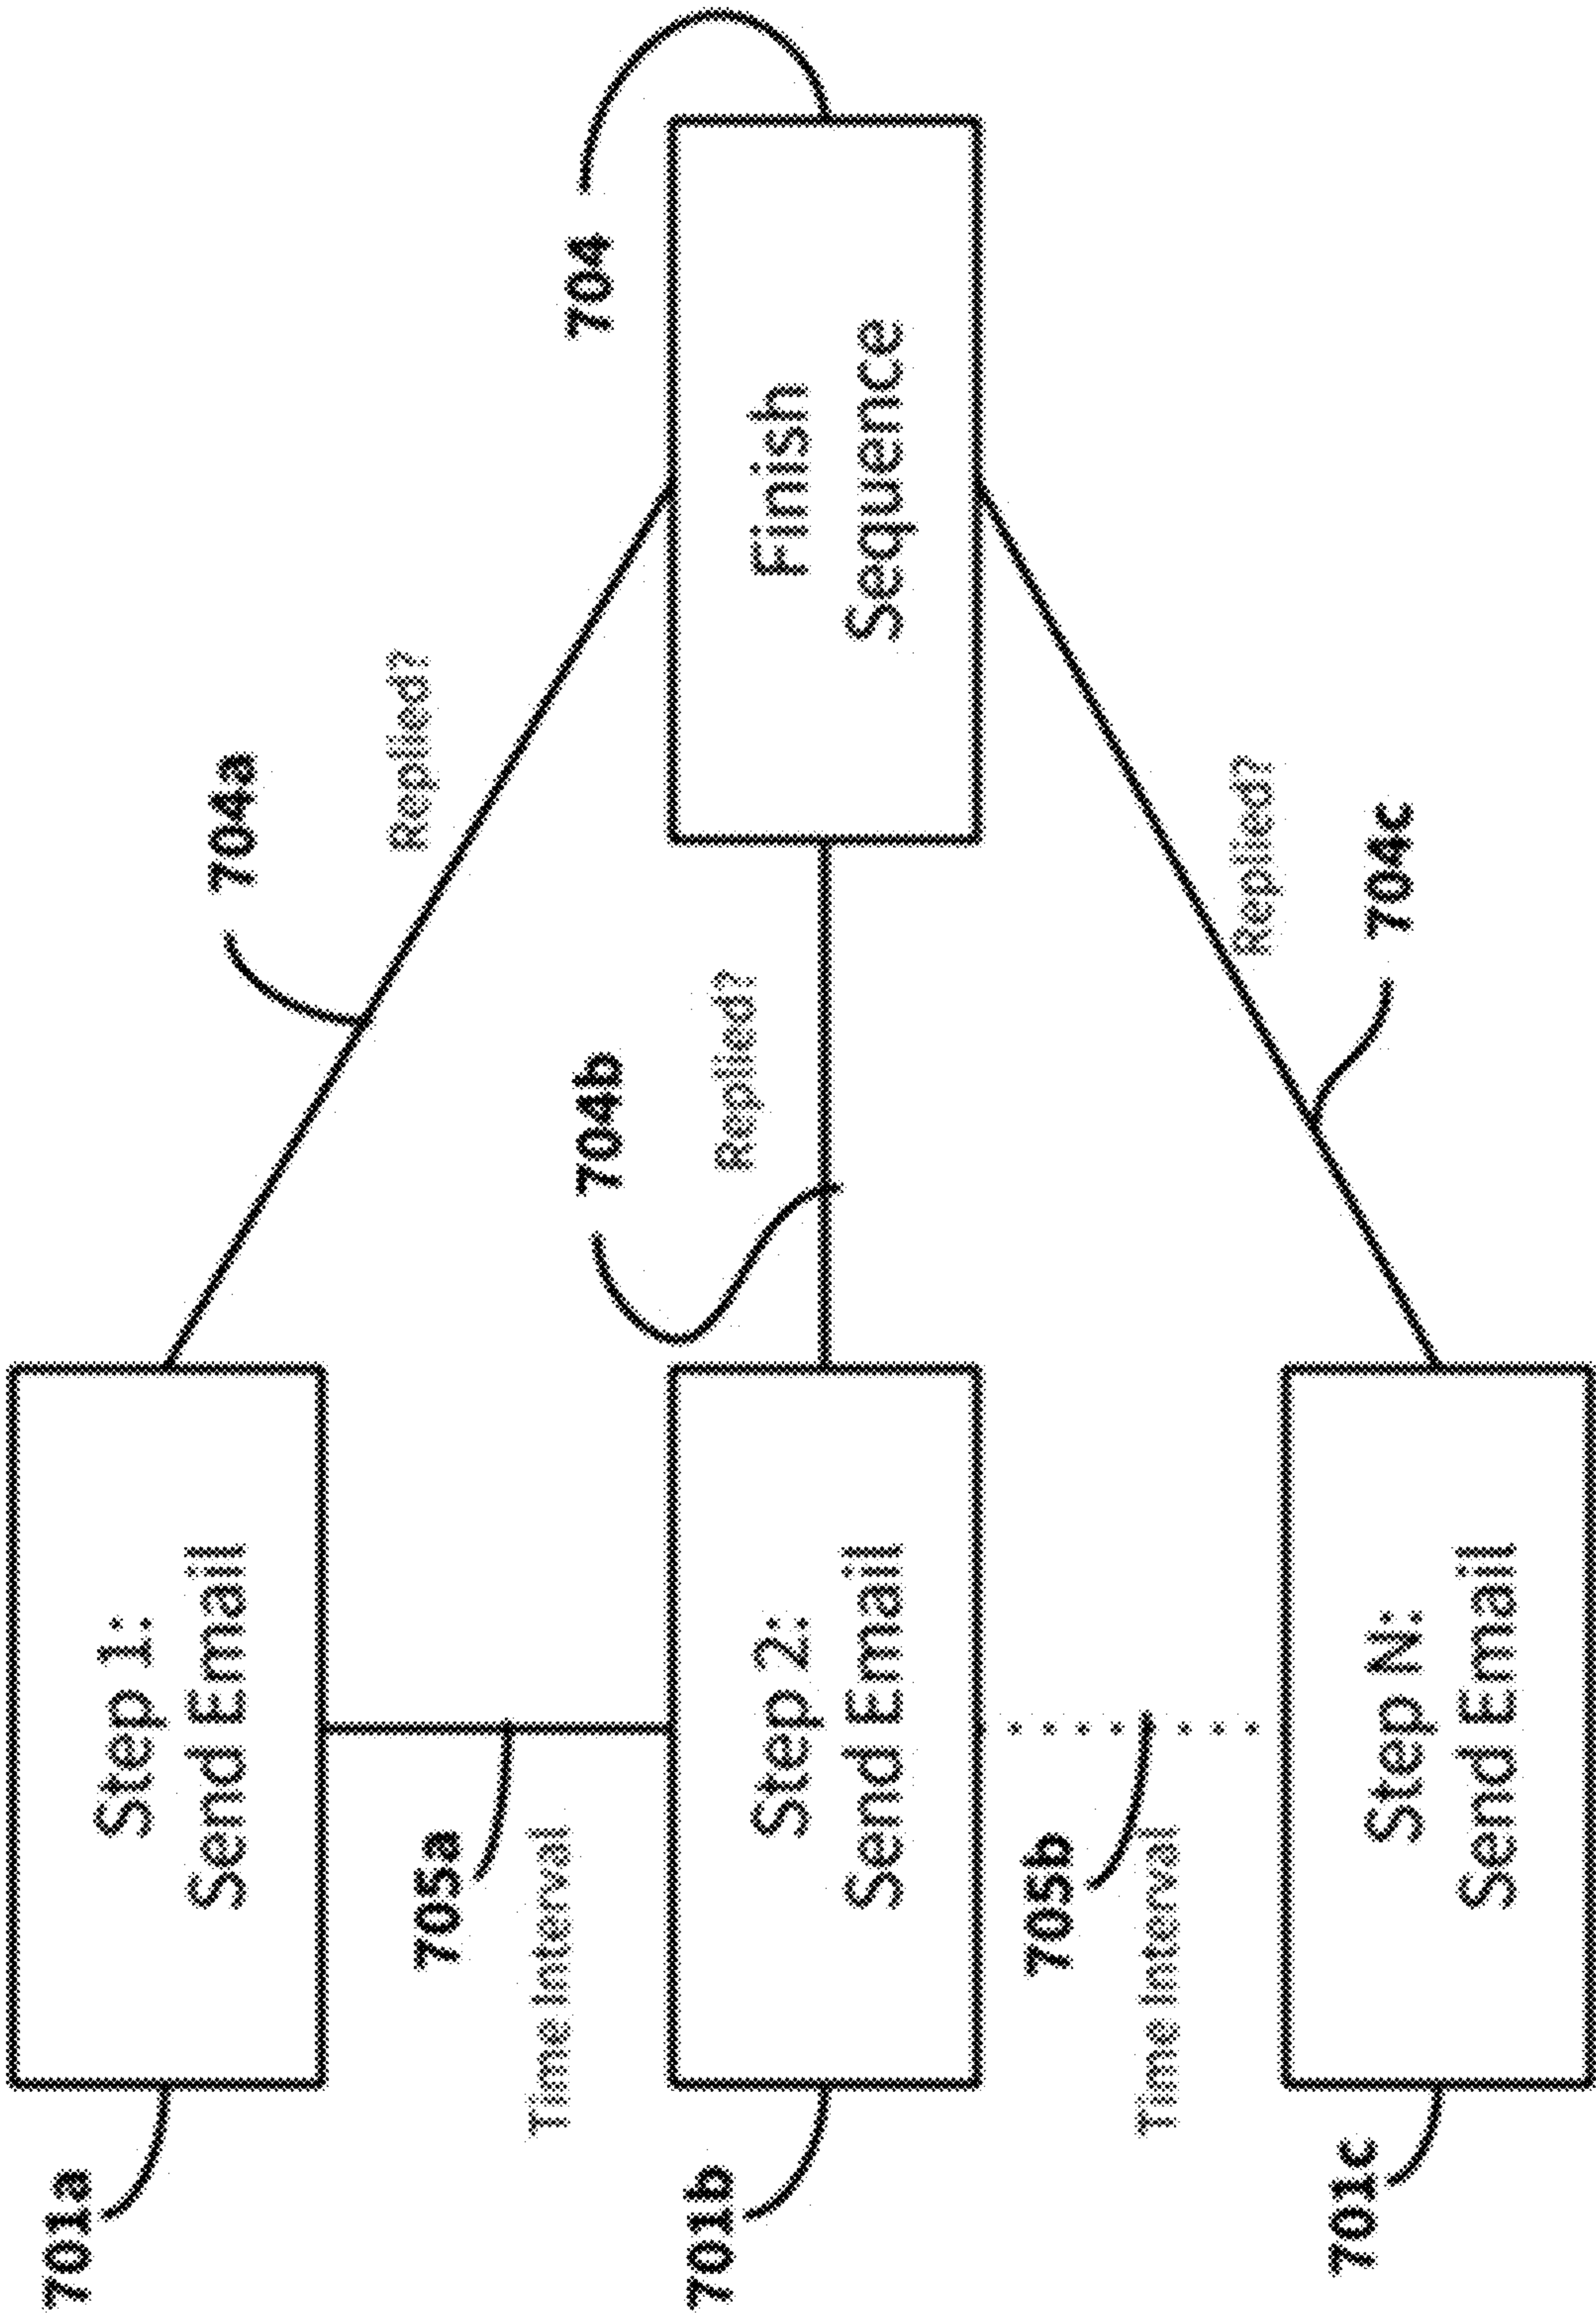 701a
Step 1:
Send Email
704a
Replied?
705a
Time Interval
701b
Step 2:
Send Email
704b
Replied?
704
Finish
Sequence
705b
Time Interval
701c
Step N:
Send Email
Replied?
704c